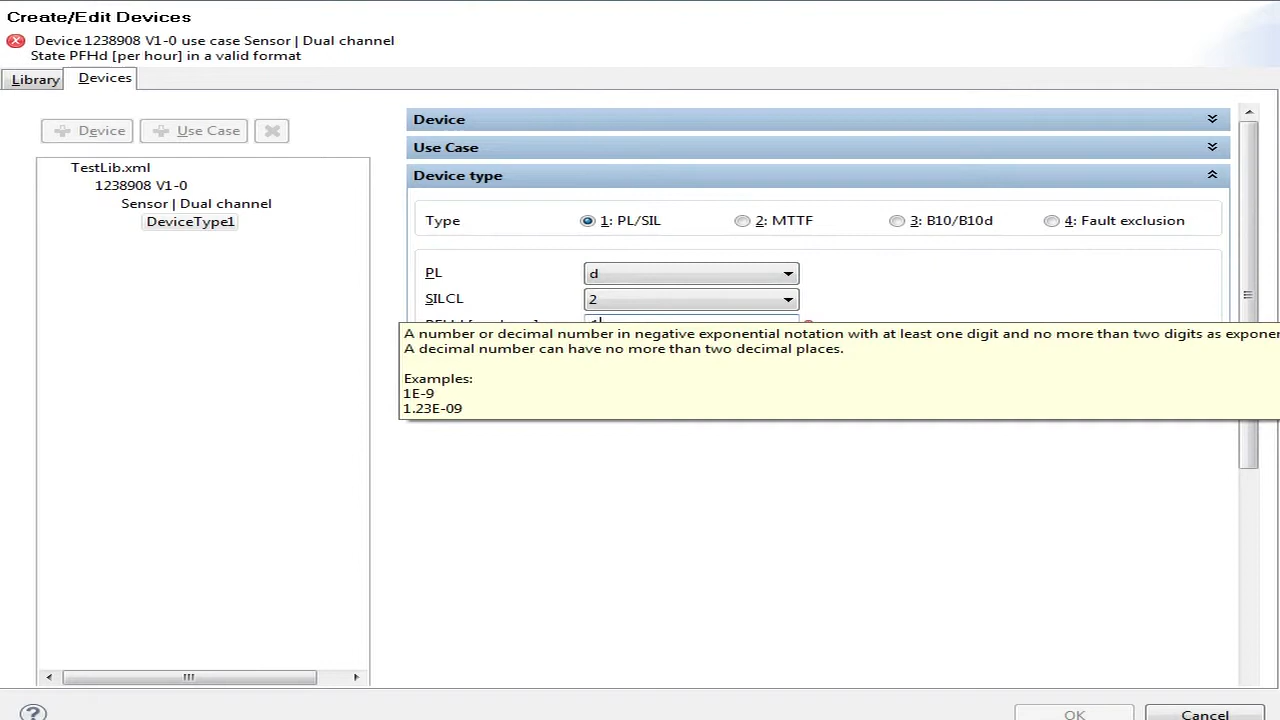 Create/Edit Devices
Device 1238908 V1-0 use case Sensor | Dual channel
State PFHd [per hour] in a valid format
Library
Devices
Device
Use Case
TestLib.xml
1238908 V1-0
Sensor | Dual channel
DeviceType1
Device
Use Case
Device type
Type
1: PL/SIL
2: MTTF
3: B10/B10d
4: Fault exclusion
PL
d
SILCL
2
A number or decimal number in negative exponential notation with at least one digit and no more than two digits as
A decimal number can have no more than two decimal places.
Examples:
1E-9
1.23E-09
OK
Cancel